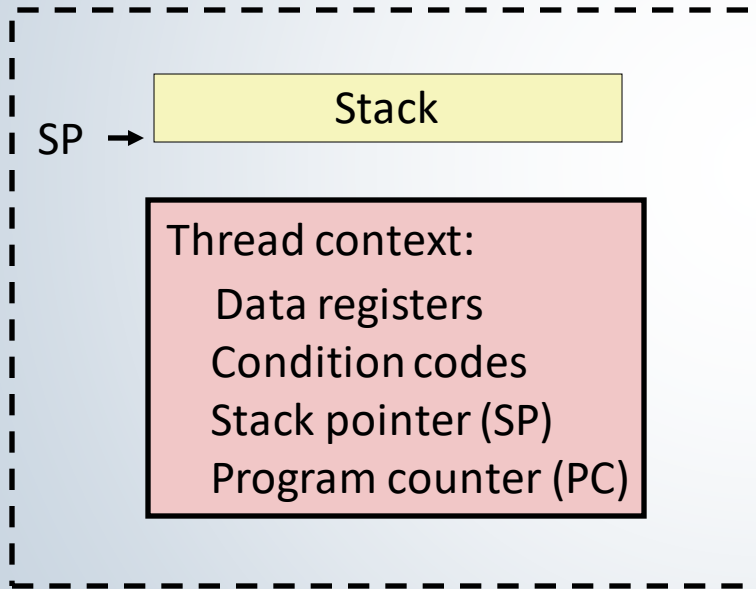 Stack
SP
Thread context:
Data registers
Condition codes
Stack pointer (SP)
Program counter (PC)